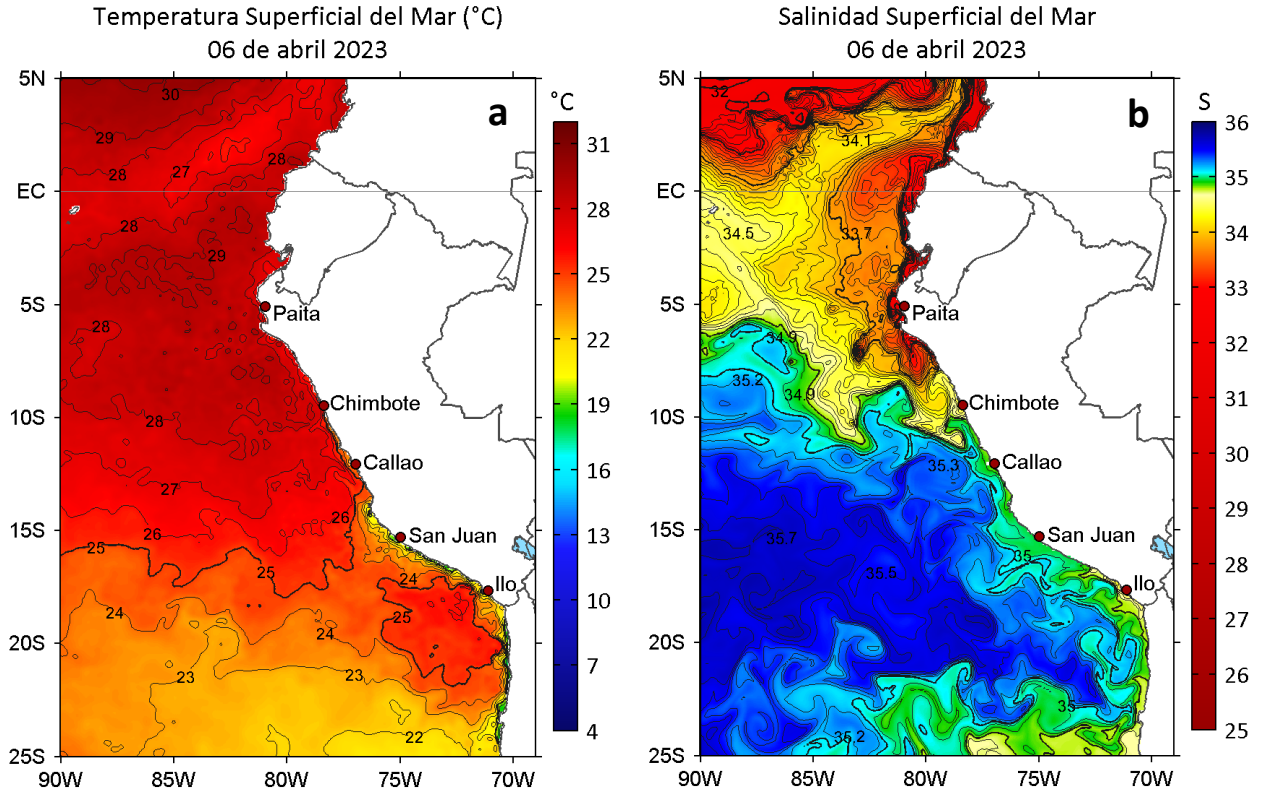 Temperatura Superficial del Mar (°C)
06 de abril 2023
5N
EC
5S
10S
15S
20S
25S
90W
85W
80W
75W
70W
a
30
29
28
27
28
28
29
28
28
27
26
26
25
25
24
25
24
24
23
23
22
Paita
Chimbote
Callao
San Juan
Ilo
°C
31
28
25
22
19
16
13
10
7
4
Salinidad Superficial del Mar
06 de abril 2023
5N
EC
5S
10S
15S
20S
25S
90W
85W
80W
75W
70W
b
32
34.1
34.5
33.7
34.9
35.2
34.9
35.3
35.7
35.5
35
35
35.2
Paita
Chimbote
Callao
San Juan
Ilo
S
36
35
34
33
32
31
30
29
28
27
26
25